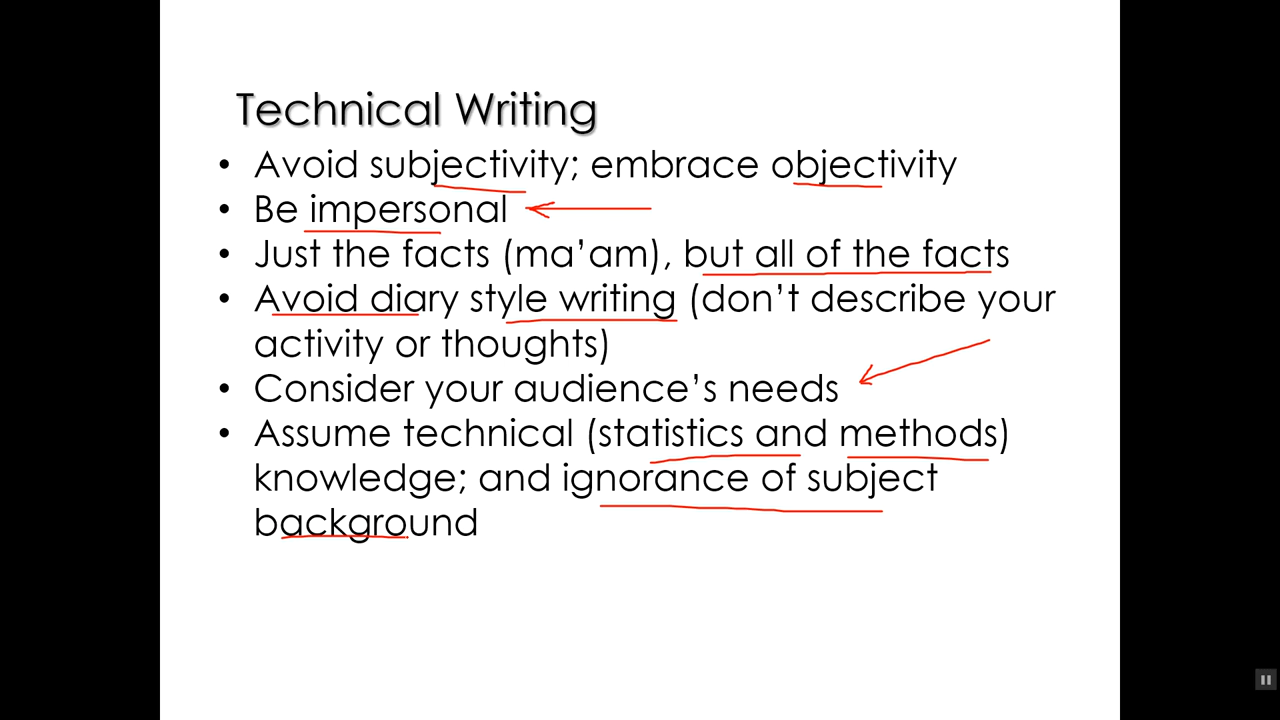 Technical Writing
• Avoid subjectivity; embrace objectivity
• Be impersonal
• Just the facts (ma’am), but all of the facts
• Avoid diary style writing (don’t describe your
activity or thoughts)
• Consider your audience’s needs
• Assume technical (statistics and methods)
knowledge; and ignorance of subject
background